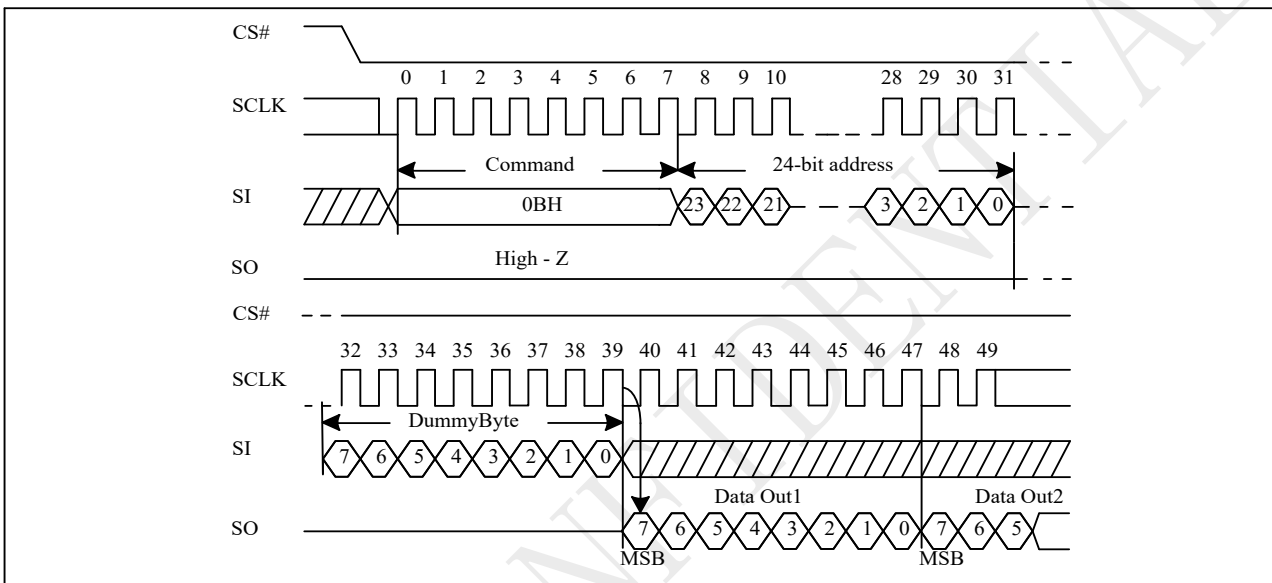 CS#
0 1 2 3 4 5 6 7 8 9 10 28 29 30 31
SCLK
Command 24-bit address
SI 0BH 23 22 21 3 2 1 0
High - Z
SO
CS#
32 33 34 35 36 37 38 39 40 41 42 43 44 45 46 47 48 49
SCLK
DummyByte
SI 7 6 5 4 3 2 1 0
Data Out1 Data Out2
SO 7 6 5 4 3 2 1 0 7 6 5
MSB MSB